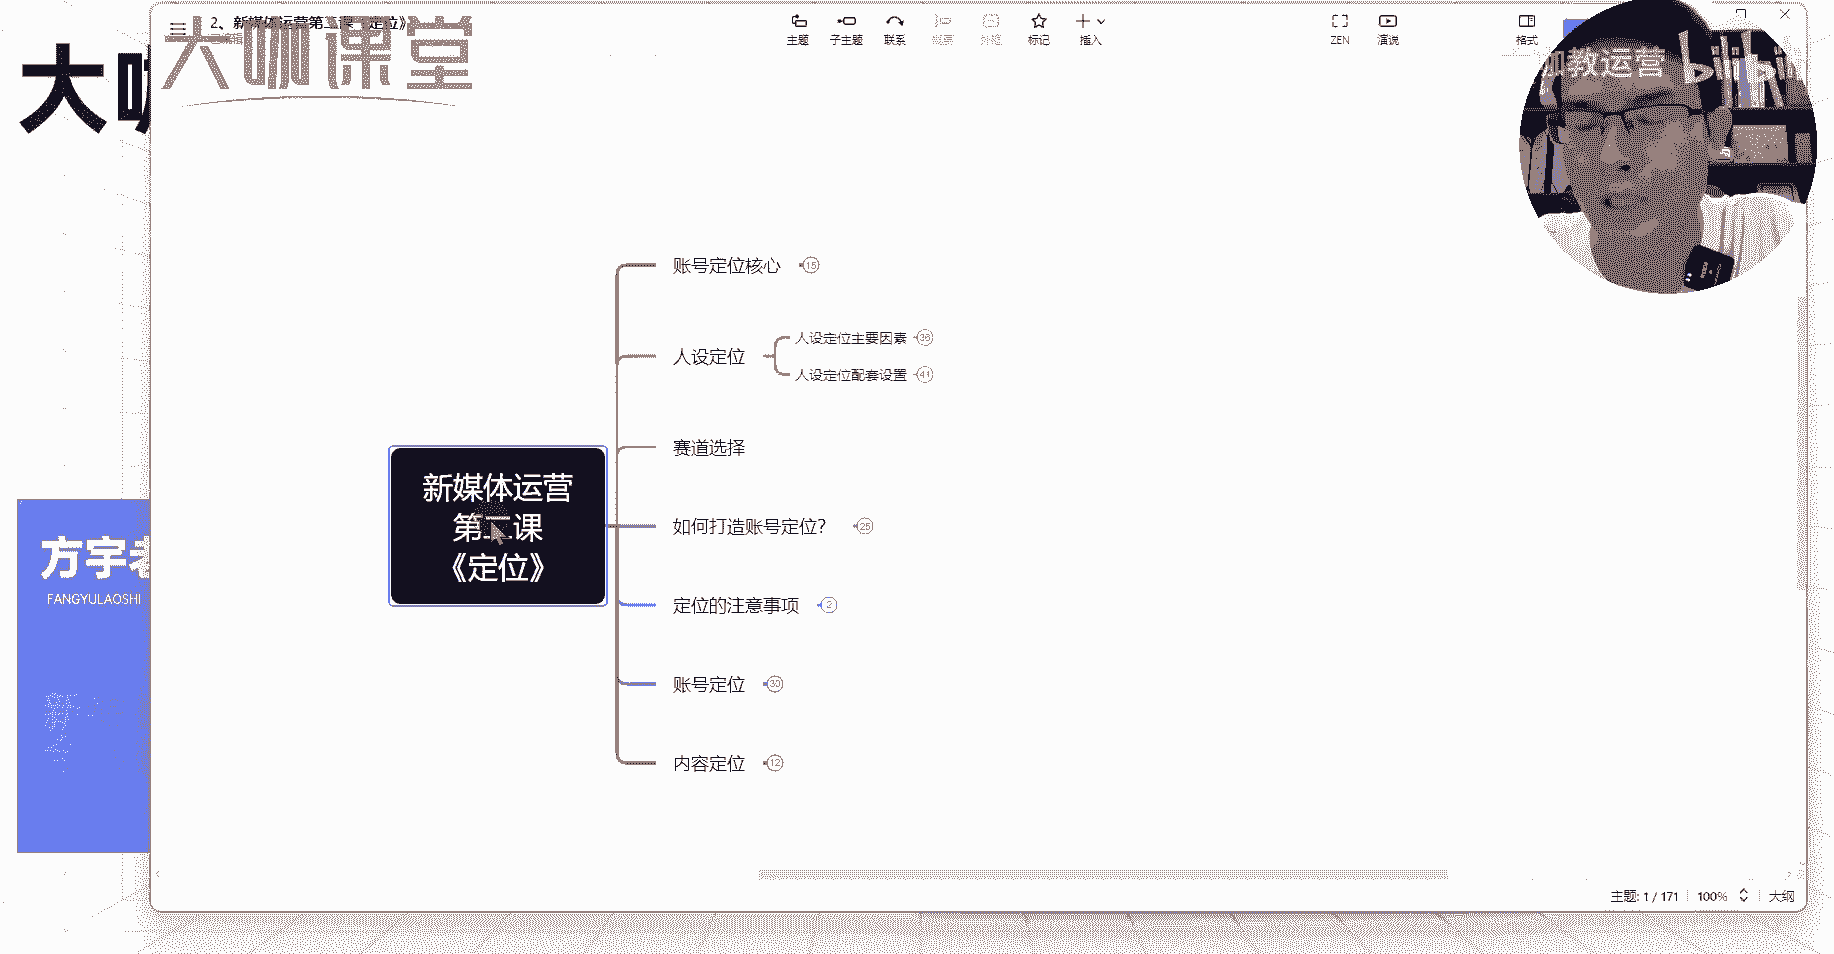 2、新媒体运营第二课《定位》
大咖课堂
主题
子主题
联系
概要
外框
标记
插入
ZEN
演说
格式
咖教运营 bilibili
账号定位核心 15
人设定位
人设定位主要因素 36
人设定位配套设置 41
赛道选择
新媒体运营
第二课
《定位》
如何打造账号定位? 25
定位的注意事项 2
账号定位 30
内容定位 12
方宇老
FANGYULAOSHI
主题: 1 / 171
100%
大纲